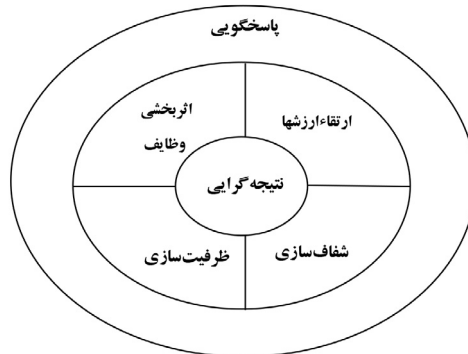 پاسخگویی
ارتقاءارزشها
اثربخشی
وظایف
نتیجه‌گرایی
شفاف‌سازی
ظرفیت‌سازی